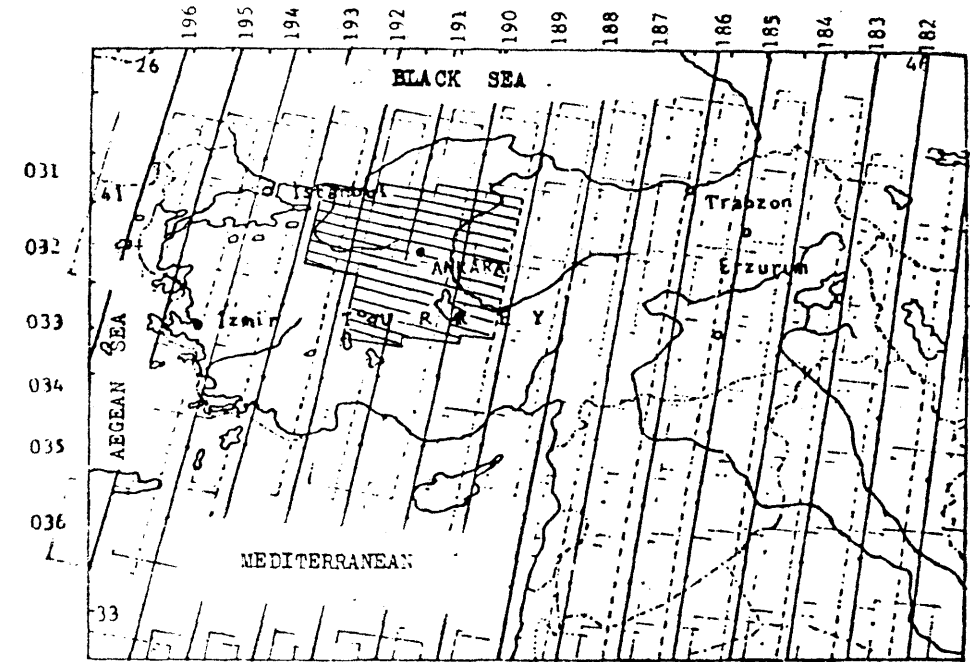 196 195 194 193 192 191 190 189 188 187 186 185 184 183 182
26
BLACK SEA
031
41
Istanbul
Trabzon
032
ANKARA
Erzurum
033
Izmir
R
E Y
AEGEAN SEA
034
035
036
MEDITERRANEAN
33